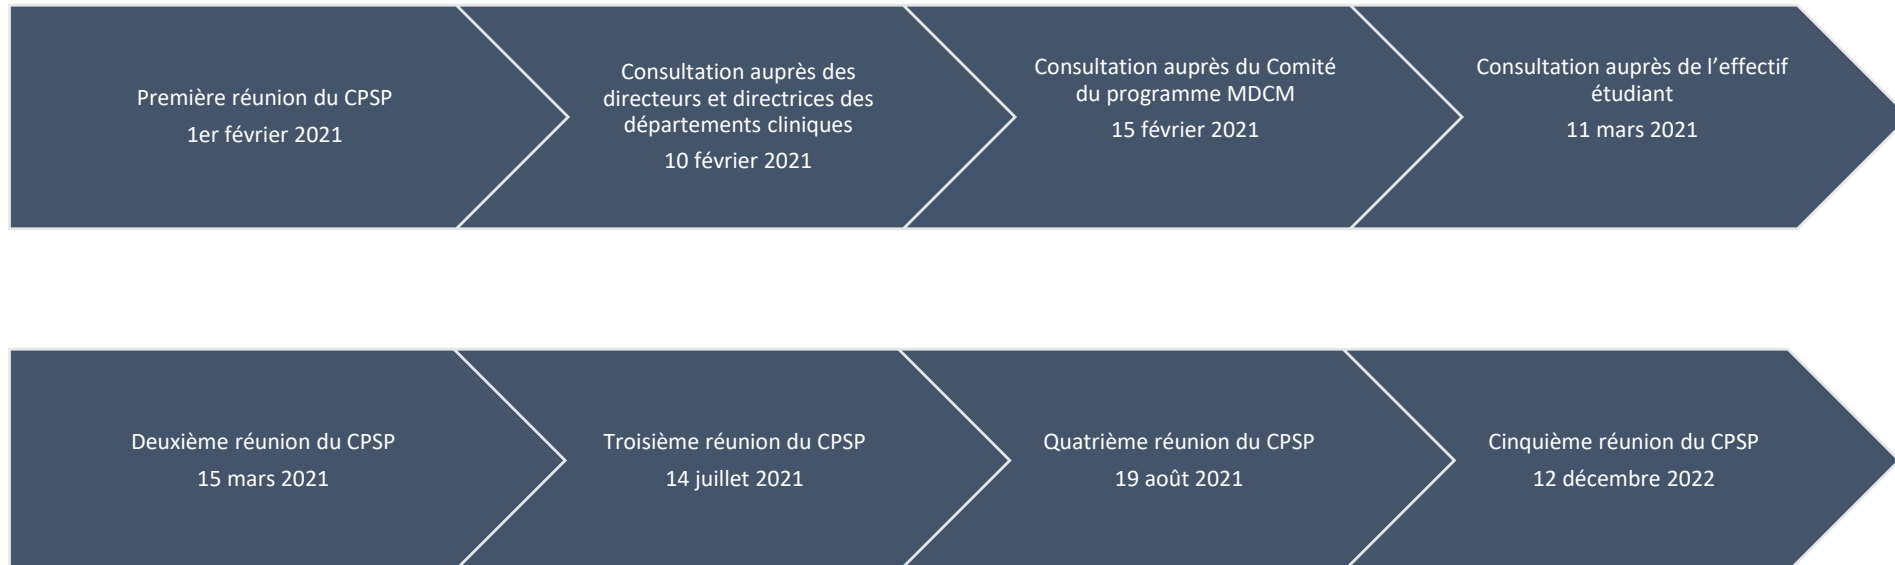 Première réunion du CPSP
1er février 2021
Consultation auprès des
directeurs et directrices des
départements cliniques
10 février 2021
Consultation auprès du Comité
du programme MDCM
15 février 2021
Consultation auprès de l’effectif
étudiant
11 mars 2021
Deuxième réunion du CPSP
15 mars 2021
Troisième réunion du CPSP
14 juillet 2021
Quatrième réunion du CPSP
19 août 2021
Cinquième réunion du CPSP
12 décembre 2022